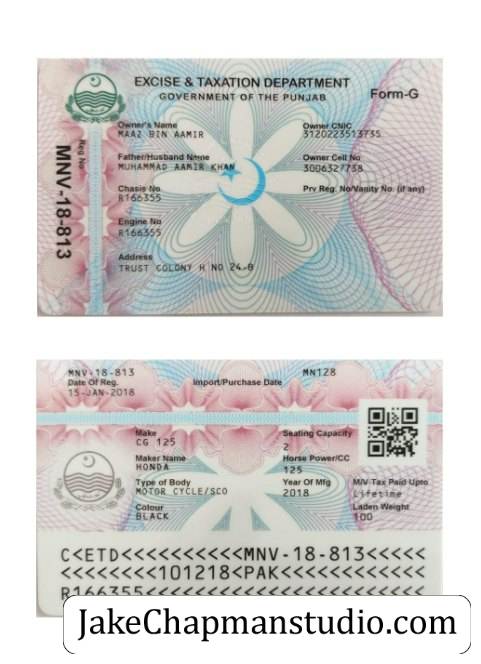 EXCISE & TAXATION DEPARTMENT
GOVERNMENT OF THE PUNJAB
Form-G
Reg No
MNV-18-813
Owner's Name
MAAZ BIN AAMIR
Owner CNIC
3120223513735
Father/Husband Name
MUHAMMAD AAMIR KHAN
Owner Cell No
3006327738
Chasis No
R166355
Prv Reg. No/Vanity No. (if any)
Engine No
R166355
Address
TRUST COLONY H NO 24-B
MNV-18-813
MN128
Date Of Reg.
Import/Purchase Date
15-JAN-2018
Make
CG 125
Seating Capacity
2
Maker Name
HONDA
Horse Power/CC
125
Type of Body
MOTOR CYCLE/SCO
Year Of Mfg
2018
M/V Tax Paid Upto
Lifetime
Colour
BLACK
Laden Weight
100
C<ETD<<<<<<<<<<MNV-18-813<<<<<
<<<<<<<<101218<PAK<<<<<<<<<<<<
R166355<<<<<<<<<<<<<<<<<<<<<<<
JakeChapmanstudio.com